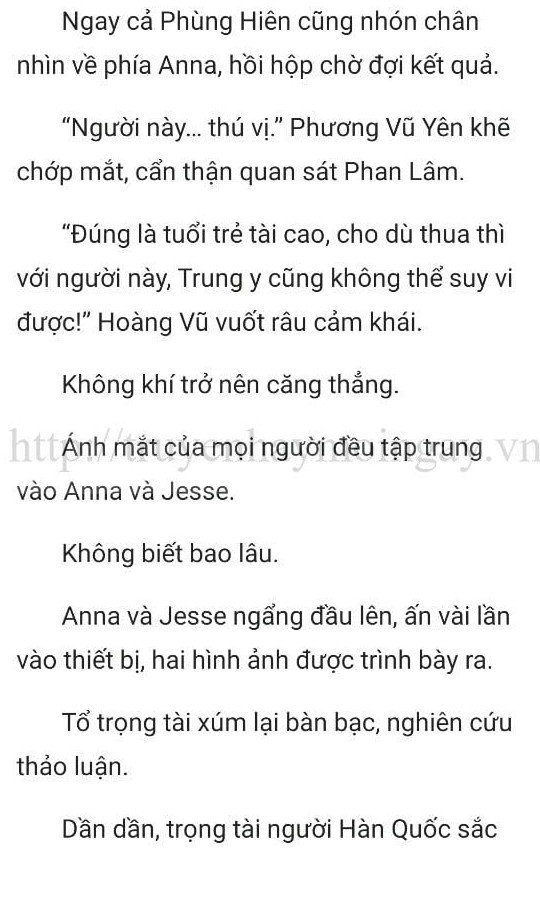 Ngay cả Phùng Hiên cũng nhón chân
nhìn về phía Anna, hồi hộp chờ đợi kết quả.
“Người này... thú vị.” Phương Vũ Yên khẽ
chớp mắt, cẩn thận quan sát Phan Lâm.
“Đúng là tuổi trẻ tài cao, cho dù thua thì
với người này, Trung y cũng không thể suy vi
được!” Hoàng Vũ vuốt râu cảm khái.
Không khí trở nên căng thẳng.
http://truyenhaymoingay.vn
Ánh mắt của mọi người đều tập trung
vào Anna và Jesse.
Không biết bao lâu.
Anna và Jesse ngẩng đầu lên, ấn vài lần
vào thiết bị, hai hình ảnh được trình bày ra.
Tổ trọng tài xúm lại bàn bạc, nghiên cứu
thảo luận.
Dần dần, trọng tài người Hàn Quốc sắc